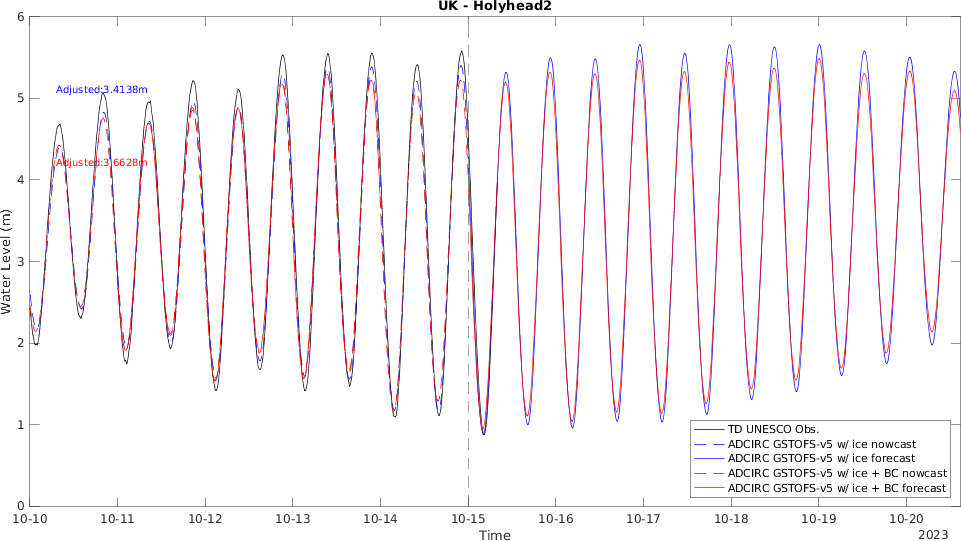 UK - Holyhead2
6
5
4
3
2
1
0
Water Level (m)
Adjusted:3.4138m
Adjusted:3.6628m
TD UNESCO Obs.
ADCIRC GSTOFS-v5 w/ ice nowcast
ADCIRC GSTOFS-v5 w/ ice forecast
ADCIRC GSTOFS-v5 w/ ice + BC nowcast
ADCIRC GSTOFS-v5 w/ ice + BC forecast
10-10 10-11 10-12 10-13 10-14 10-15 10-16 10-17 10-18 10-19 10-20
Time
2023